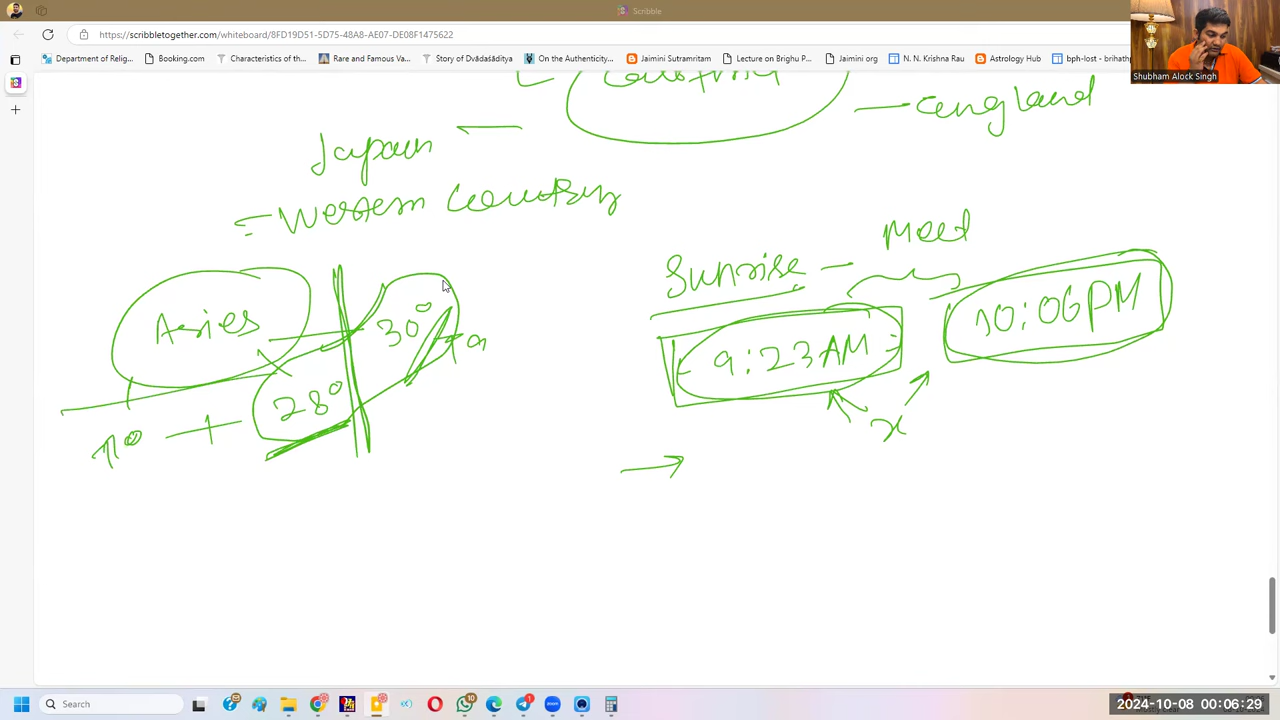 Scribble
https://scribbletogether.com/whiteboard/8FD19D51-5D75-48A8-AE07-DE08F1475622
Department of Relig...
Booking.com
Characteristics of th...
Rare and Famous Va...
Story of Dvādaśāditya
On the Authenticity...
Jaimini Sutramritam
Lecture on Brighu P...
Jaimini org
N. N. Krishna Rau
Astrology Hub
bph-lost - brihathp
Shubham Alock Singh
England
Japan
Western Country
Sunrise - Meet
Aries 30°
9:23 AM 10:06 PM
28°
x
Search
10
1
2024-10-08 00:06:29